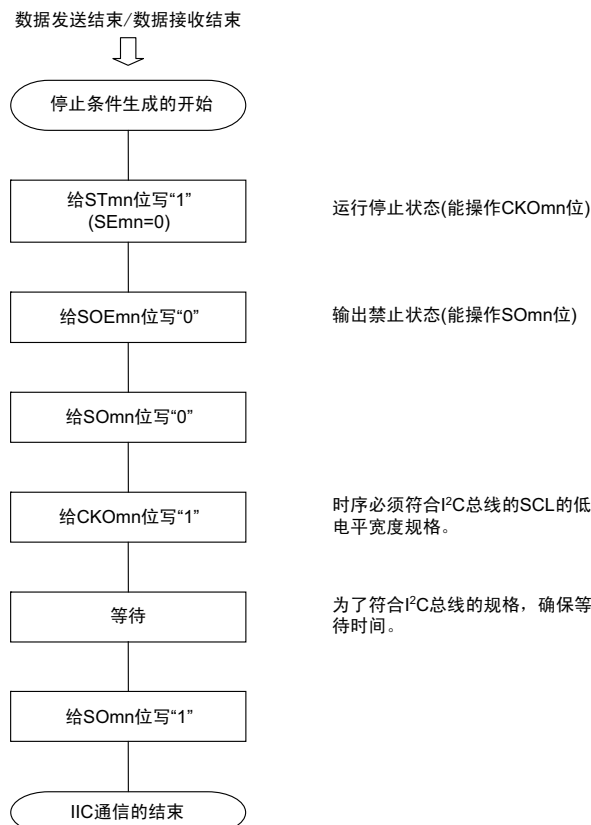 数据发送结束/数据接收结束
停止条件生成的开始
给STmn位写“1”
(SEmn=0)
运行停止状态(能操作CKOmn位)
给SOEmn位写“0”
输出禁止状态(能操作SOmn位)
给SOmn位写“0”
给CKOmn位写“1”
时序必须符合I²C总线的SCL的低
电平宽度规格。
等待
为了符合I²C总线的规格，确保等
待时间。
给SOmn位写“1”
IIC通信的结束